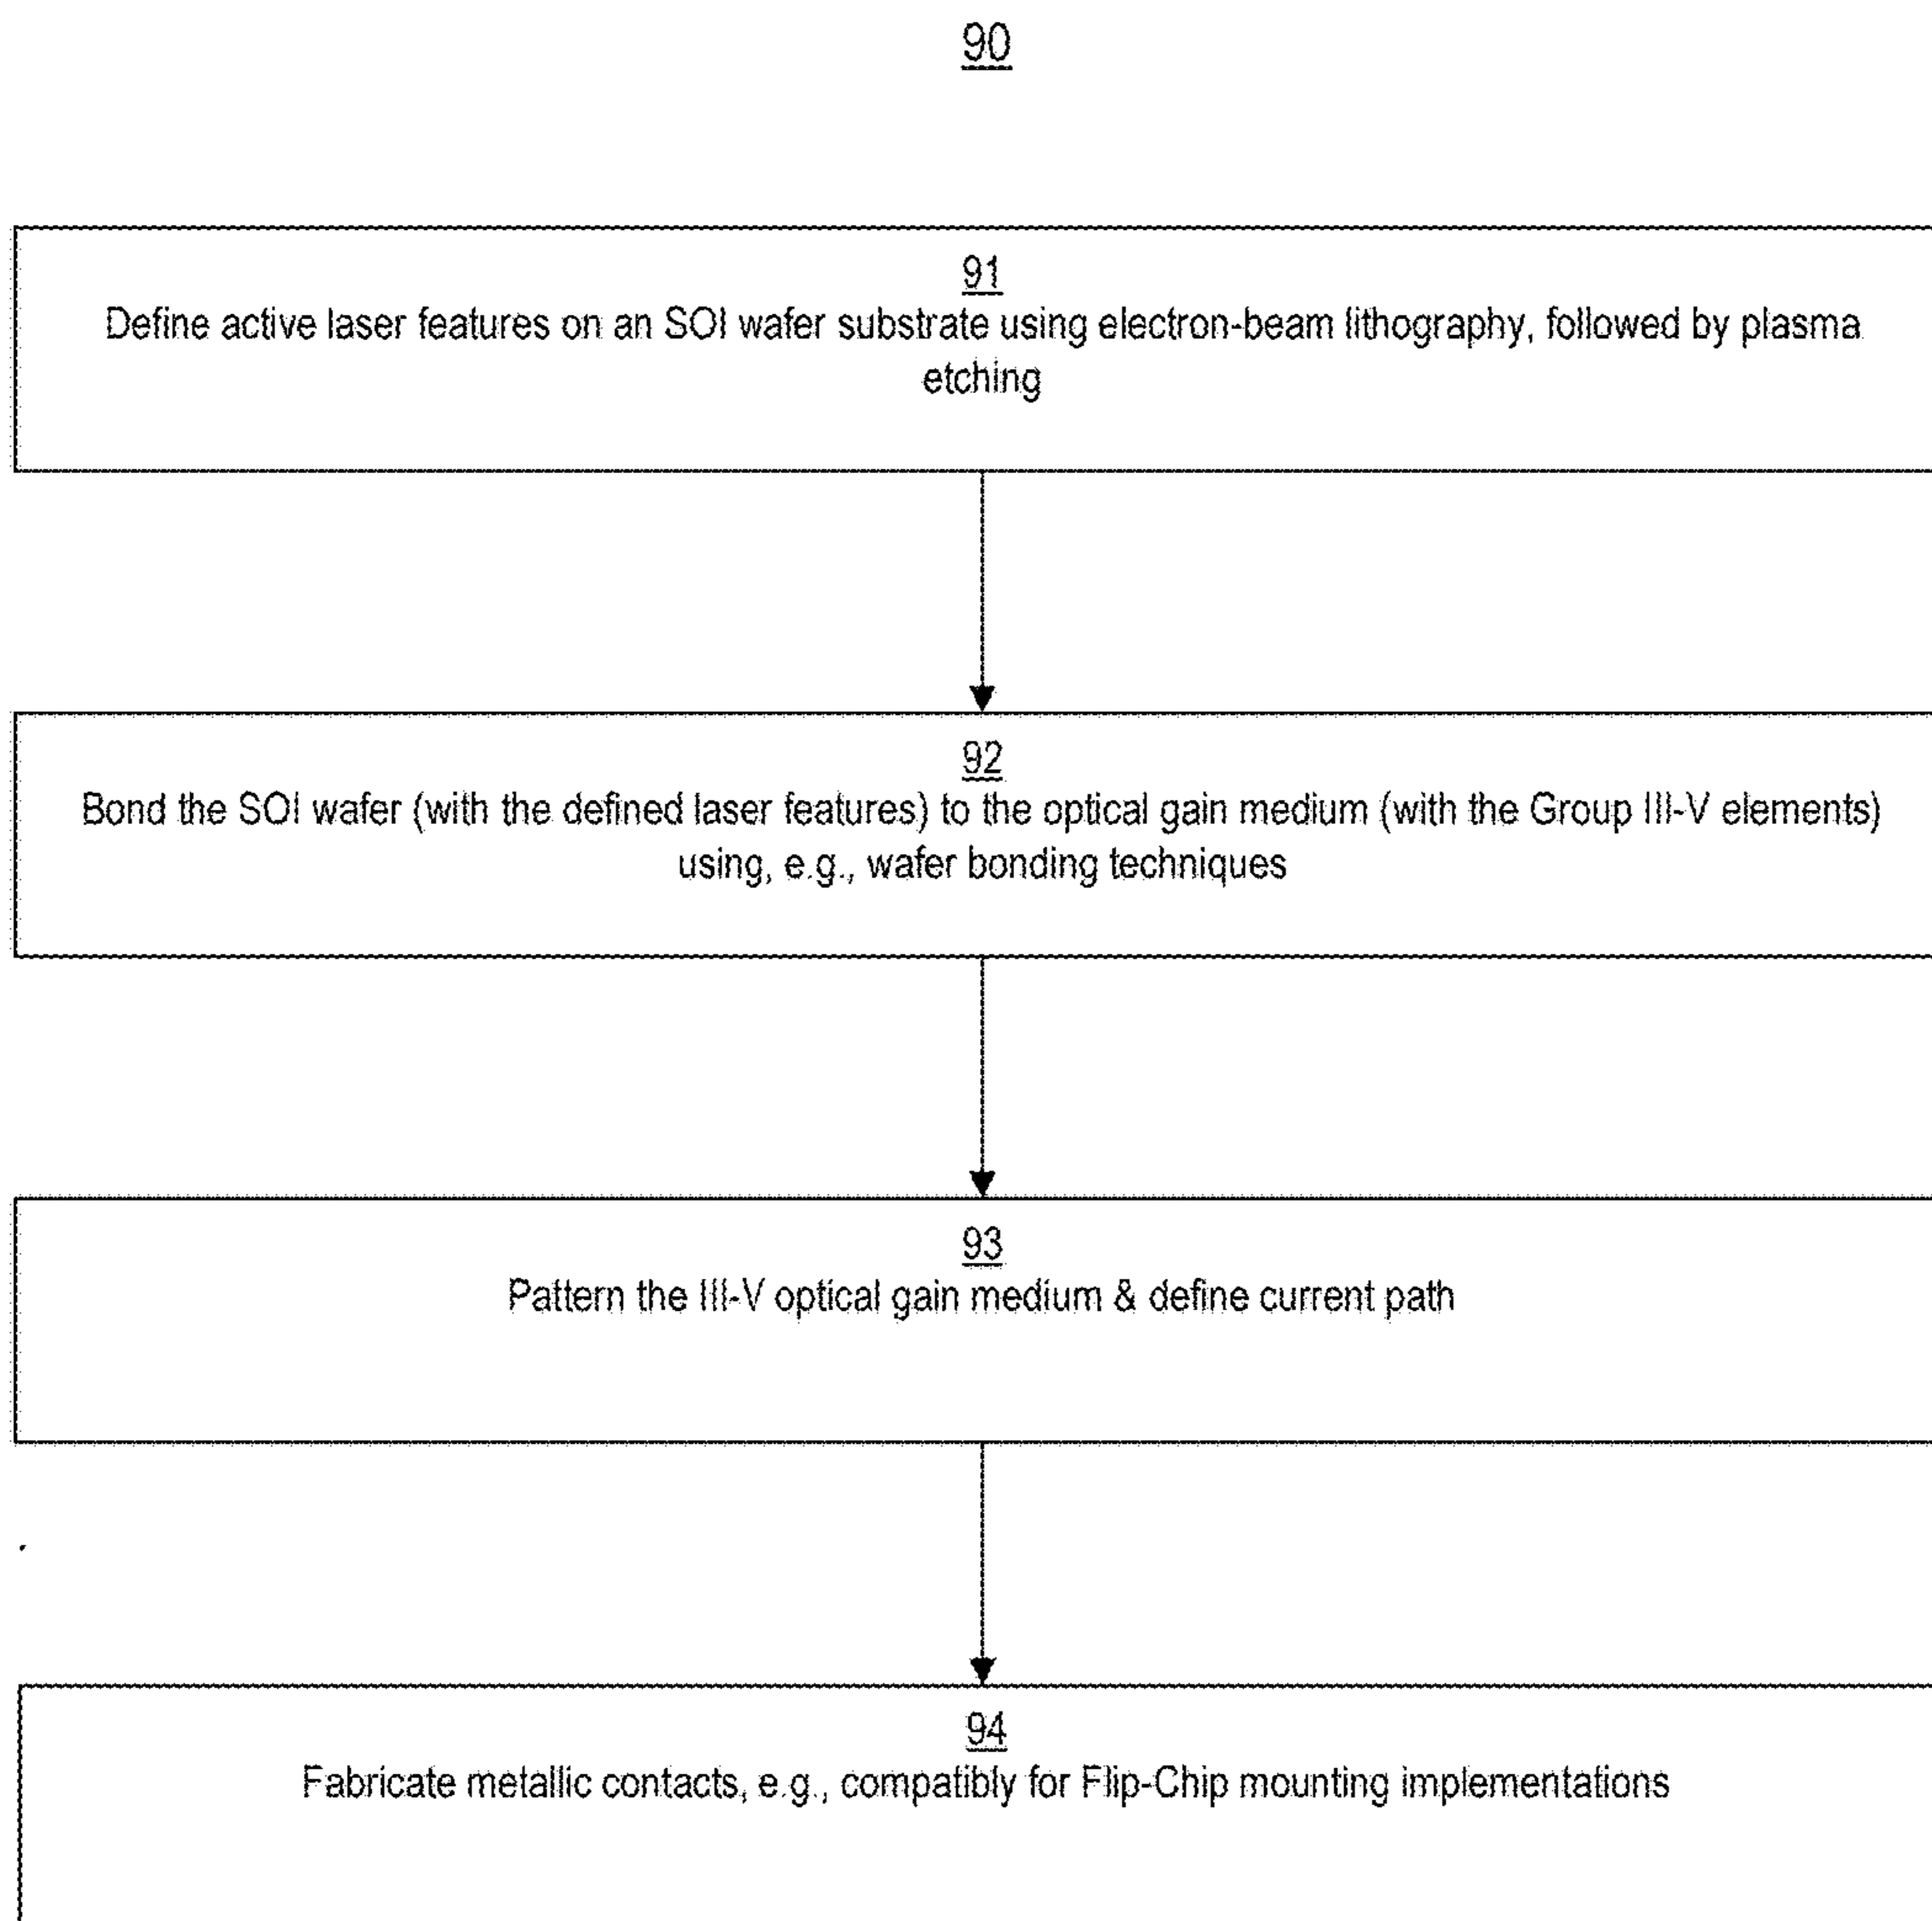 90
91
Define active laser features on an SOI wafer substrate using electron-beam lithography, followed by plasma
etching
92
Bond the SOI wafer (with the defined laser features) to the optical gain medium (with the Group III-V elements)
using, e.g., wafer bonding techniques
93
Pattern the III-V optical gain medium & define current path
94
Fabricate metallic contacts, e.g., compatibly for Flip-Chip mounting implementations